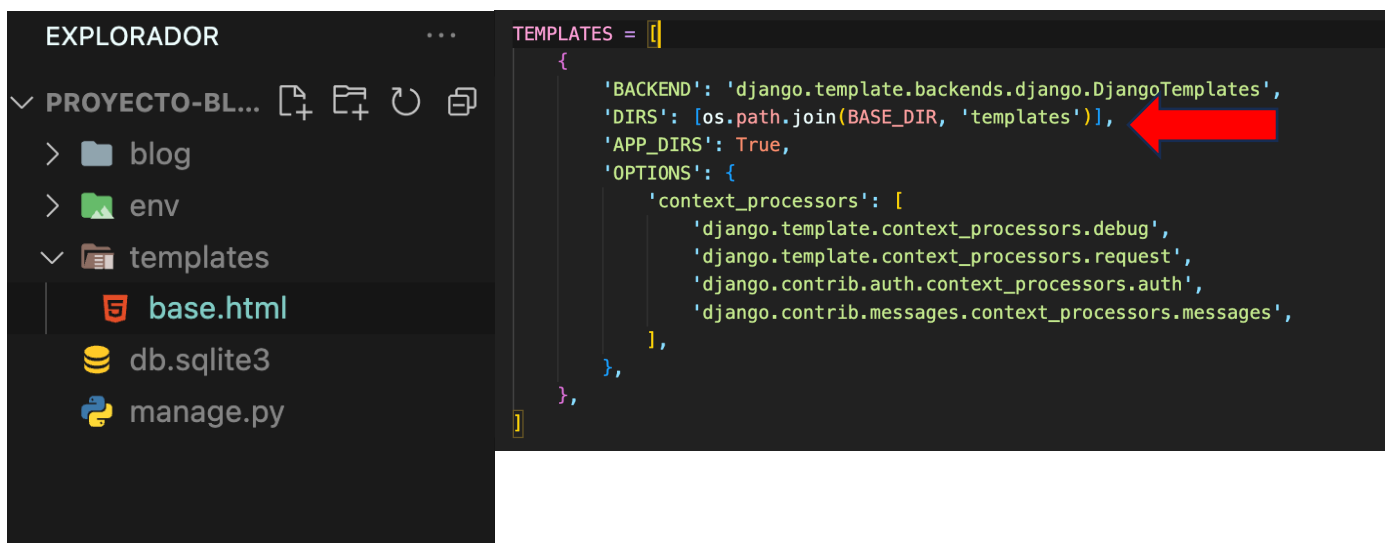 EXPLORADOR
PROYECTO-BL...
blog
env
templates
base.html
db.sqlite3
manage.py
TEMPLATES = [
{
'BACKEND': 'django.template.backends.django.DjangoTemplates',
'DIRS': [os.path.join(BASE_DIR, 'templates')],
'APP_DIRS': True,
'OPTIONS': {
'context_processors': [
'django.template.context_processors.debug',
'django.template.context_processors.request',
'django.contrib.auth.context_processors.auth',
'django.contrib.messages.context_processors.messages',
],
},
},
]